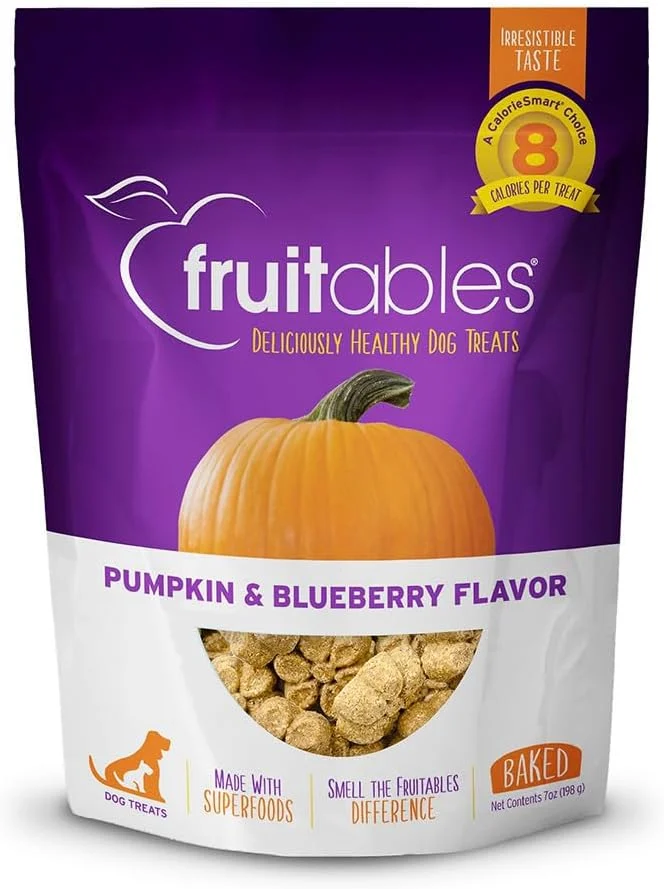 IRRESISTIBLE
TASTE
A CalorieSmart® Choice
8
CALORIES PER TREAT
fruitables®
DELICIOUSLY HEALTHY DOG TREATS
PUMPKIN & BLUEBERRY FLAVOR
DOG TREATS
MADE WITH
SUPERFOODS
SMELL THE FRUITABLES
DIFFERENCE
BAKED
Net Contents 7oz (198 g)